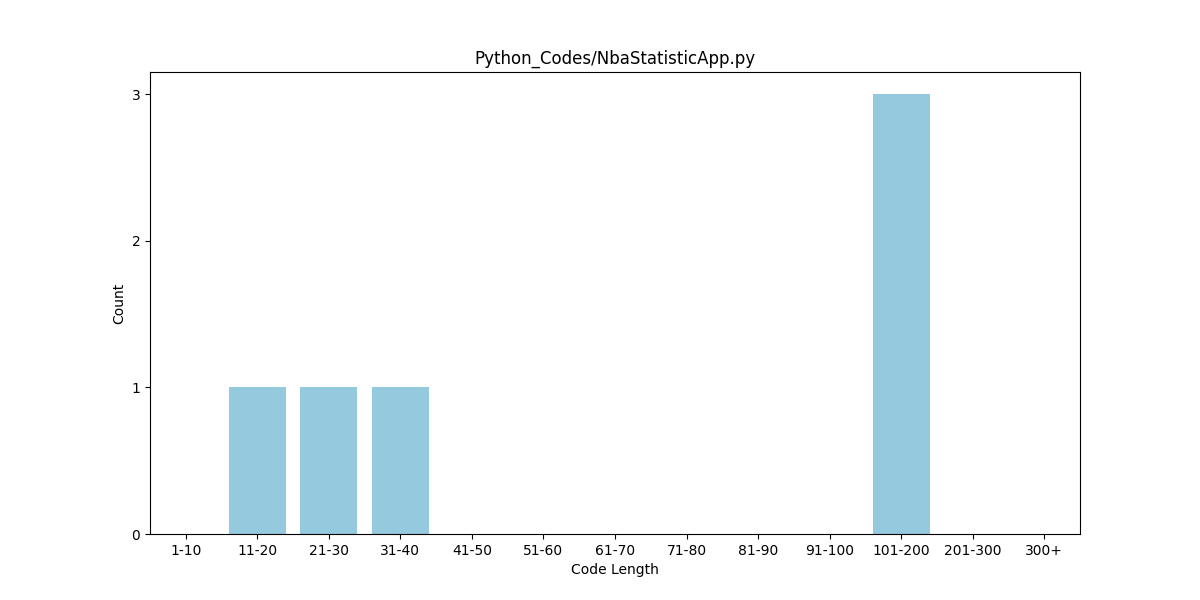 Python_Codes/NbaStatisticApp.py
3
2
1
0
Count
1-10 11-20 21-30 31-40 41-50 51-60 61-70 71-80 81-90 91-100 101-200 201-300 300+
Code Length